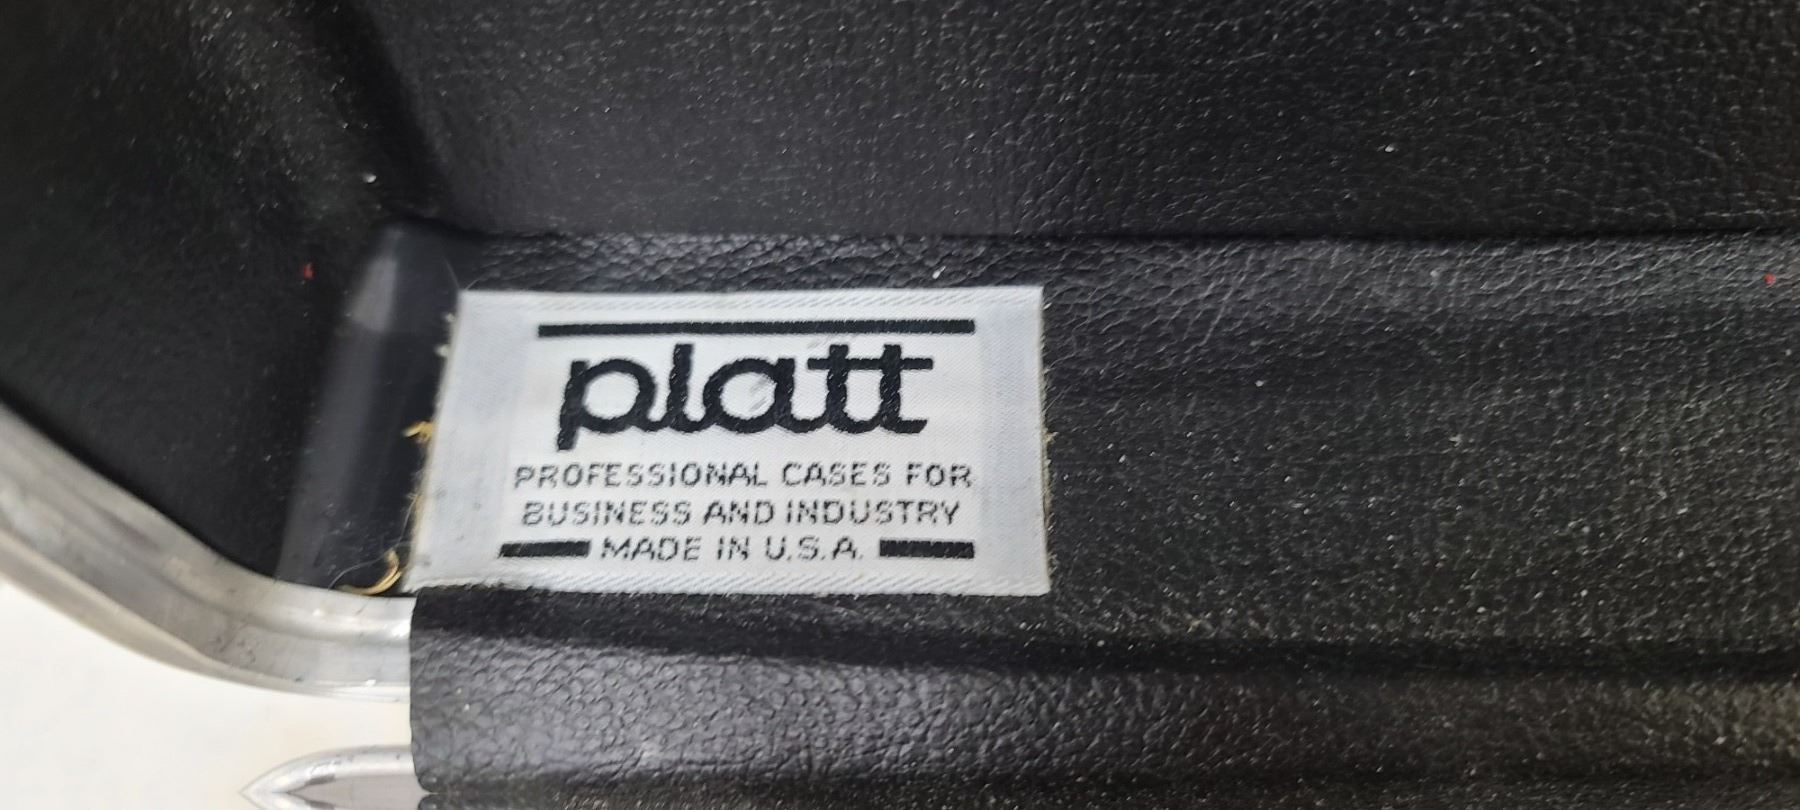 platt
PROFESSIONAL CASES FOR
BUSINESS AND INDUSTRY
MADE IN U.S.A.